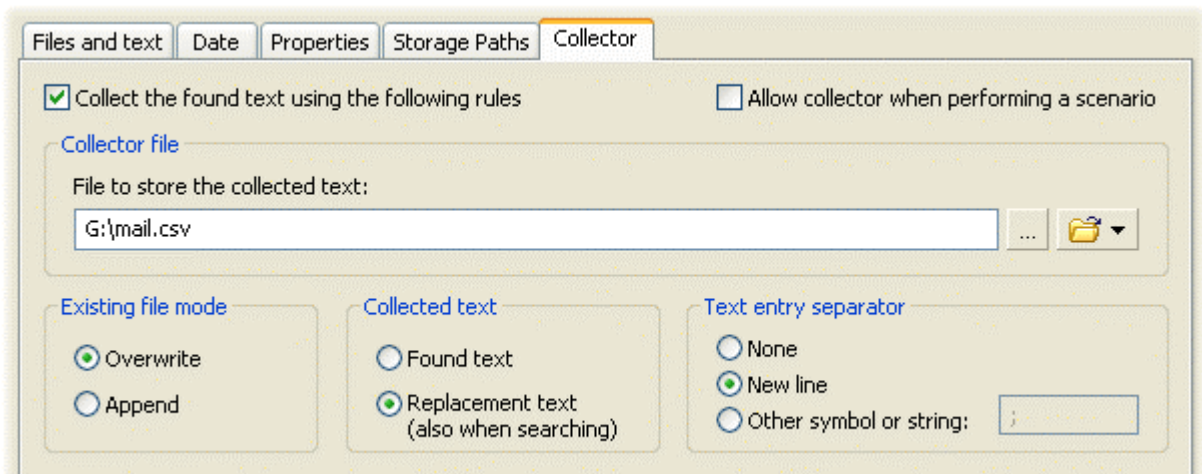 Files and text Date Properties Storage Paths Collector
Collect the found text using the following rules Allow collector when performing a scenario
Collector file
File to store the collected text:
G:\mail.csv ...
Existing file mode Collected text Text entry separator
Overwrite Found text None
Append Replacement text New line
(also when searching) Other symbol or string: ;